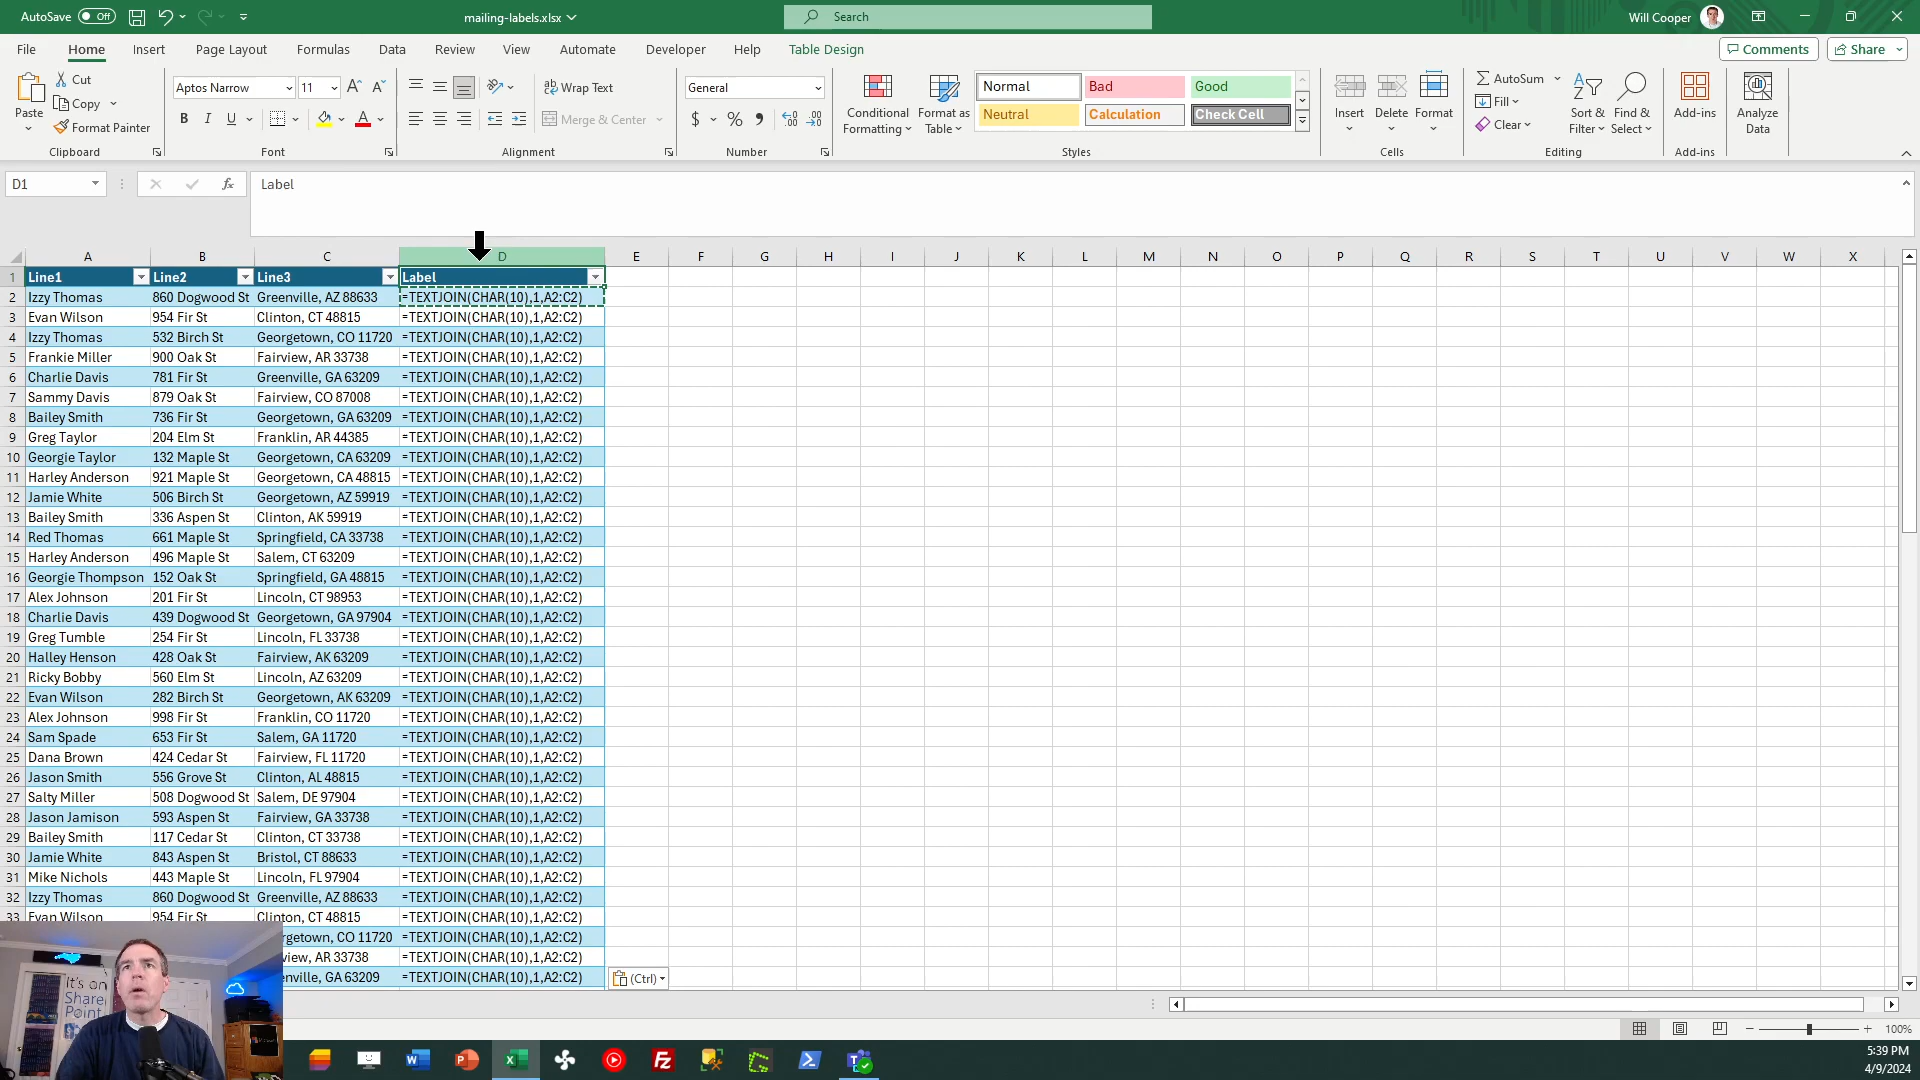 AutoSave Off
mailing-labels.xlsx
Search
Will Cooper
File Home Insert Page Layout Formulas Data Review View Automate Developer Help Table Design
Comments Share
Paste Cut Copy Format Painter
Aptos Narrow 11
B I U
Wrap Text
Merge & Center
General
$ % 9
Conditional Formatting
Format as Table
Normal Bad Good
Neutral Calculation Check Cell
Insert Delete Format
AutoSum Fill Clear
Sort & Filter
Find & Select
Add-ins
Analyze Data
Clipboard Font Alignment Number Styles Cells Editing Add-ins
D1 fx Label
A B C D E F G H I J K L M N O P Q R S T U V W X
1 Line1 Line2 Line3 Label
2 Izzy Thomas 860 Dogwood St Greenville, AZ 88633 =TEXTJOIN(CHAR(10),1,A2:C2)
3 Evan Wilson 954 Fir St Clinton, CT 48815 =TEXTJOIN(CHAR(10),1,A2:C2)
4 Izzy Thomas 532 Birch St Georgetown, CO 11720 =TEXTJOIN(CHAR(10),1,A2:C2)
5 Frankie Miller 900 Oak St Fairview, AR 33738 =TEXTJOIN(CHAR(10),1,A2:C2)
6 Charlie Davis 781 Fir St Greenville, GA 63209 =TEXTJOIN(CHAR(10),1,A2:C2)
7 Sammy Davis 879 Oak St Fairview, CO 87008 =TEXTJOIN(CHAR(10),1,A2:C2)
8 Bailey Smith 736 Fir St Georgetown, GA 63209 =TEXTJOIN(CHAR(10),1,A2:C2)
9 Greg Taylor 204 Elm St Franklin, AR 44385 =TEXTJOIN(CHAR(10),1,A2:C2)
10 Georgie Taylor 132 Maple St Georgetown, CA 63209 =TEXTJOIN(CHAR(10),1,A2:C2)
11 Harley Anderson 921 Maple St Georgetown, CA 48815 =TEXTJOIN(CHAR(10),1,A2:C2)
12 Jamie White 506 Birch St Georgetown, AZ 59919 =TEXTJOIN(CHAR(10),1,A2:C2)
13 Bailey Smith 336 Aspen St Clinton, AK 59919 =TEXTJOIN(CHAR(10),1,A2:C2)
14 Red Thomas 661 Maple St Springfield, CA 33738 =TEXTJOIN(CHAR(10),1,A2:C2)
15 Harley Anderson 496 Maple St Salem, CT 63209 =TEXTJOIN(CHAR(10),1,A2:C2)
16 Georgie Thompson 152 Oak St Springfield, GA 48815 =TEXTJOIN(CHAR(10),1,A2:C2)
17 Alex Johnson 201 Fir St Lincoln, CT 98953 =TEXTJOIN(CHAR(10),1,A2:C2)
18 Charlie Davis 439 Dogwood St Georgetown, GA 97904 =TEXTJOIN(CHAR(10),1,A2:C2)
19 Greg Tumble 254 Fir St Lincoln, FL 33738 =TEXTJOIN(CHAR(10),1,A2:C2)
20 Halley Henson 428 Oak St Fairview, AK 63209 =TEXTJOIN(CHAR(10),1,A2:C2)
21 Ricky Bobby 560 Elm St Lincoln, AZ 63209 =TEXTJOIN(CHAR(10),1,A2:C2)
22 Evan Wilson 282 Birch St Georgetown, AK 63209 =TEXTJOIN(CHAR(10),1,A2:C2)
23 Alex Johnson 998 Fir St Franklin, CO 11720 =TEXTJOIN(CHAR(10),1,A2:C2)
24 Sam Spade 653 Fir St Salem, GA 11720 =TEXTJOIN(CHAR(10),1,A2:C2)
25 Dana Brown 424 Cedar St Fairview, FL 11720 =TEXTJOIN(CHAR(10),1,A2:C2)
26 Jason Smith 556 Grove St Clinton, AL 48815 =TEXTJOIN(CHAR(10),1,A2:C2)
27 Salty Miller 508 Dogwood St Salem, DE 97904 =TEXTJOIN(CHAR(10),1,A2:C2)
28 Jason Jamison 593 Aspen St Fairview, GA 33738 =TEXTJOIN(CHAR(10),1,A2:C2)
29 Bailey Smith 117 Cedar St Clinton, CT 33738 =TEXTJOIN(CHAR(10),1,A2:C2)
30 Jamie White 843 Aspen St Bristol, CT 88633 =TEXTJOIN(CHAR(10),1,A2:C2)
31 Mike Nichols 443 Maple St Lincoln, FL 97904 =TEXTJOIN(CHAR(10),1,A2:C2)
32 Izzy Thomas 860 Dogwood St Greenville, AZ 88633 =TEXTJOIN(CHAR(10),1,A2:C2)
33 Evan Wilson 954 Fir St Clinton, CT 48815 =TEXTJOIN(CHAR(10),1,A2:C2)
rgetown, CO 11720 =TEXTJOIN(CHAR(10),1,A2:C2)
view, AR 33738 =TEXTJOIN(CHAR(10),1,A2:C2)
enville, GA 63209 =TEXTJOIN(CHAR(10),1,A2:C2)
(Ctrl)
It's on
Share
Point
100%
5:39 PM
4/9/2024